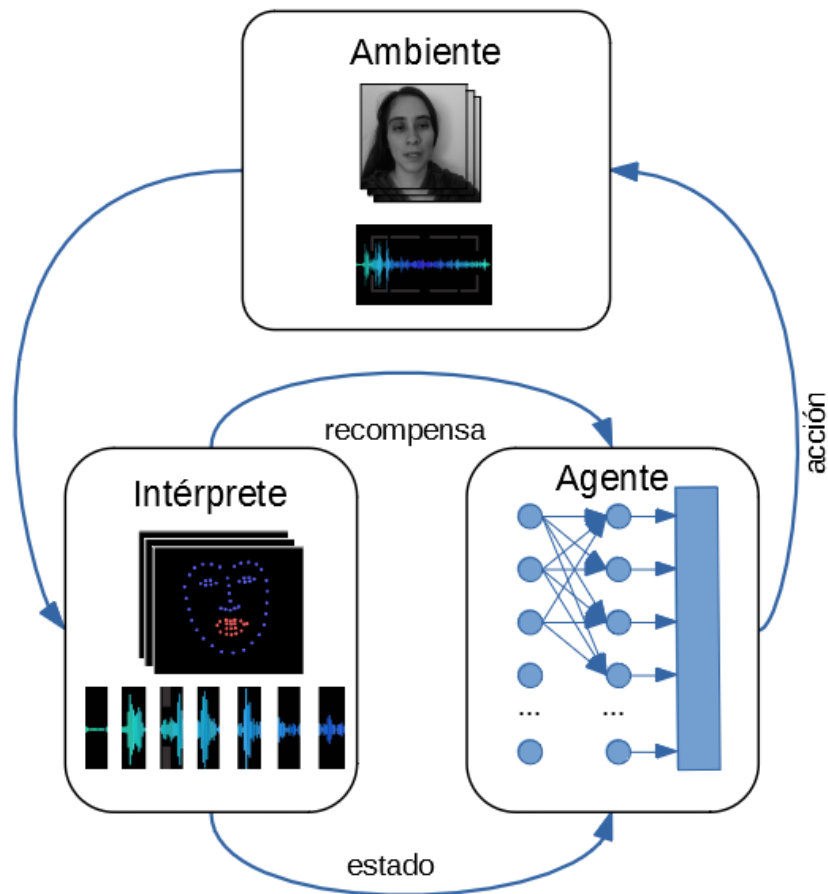 Ambiente
recompensa
acción
Intérprete
Agente
... ...
estado